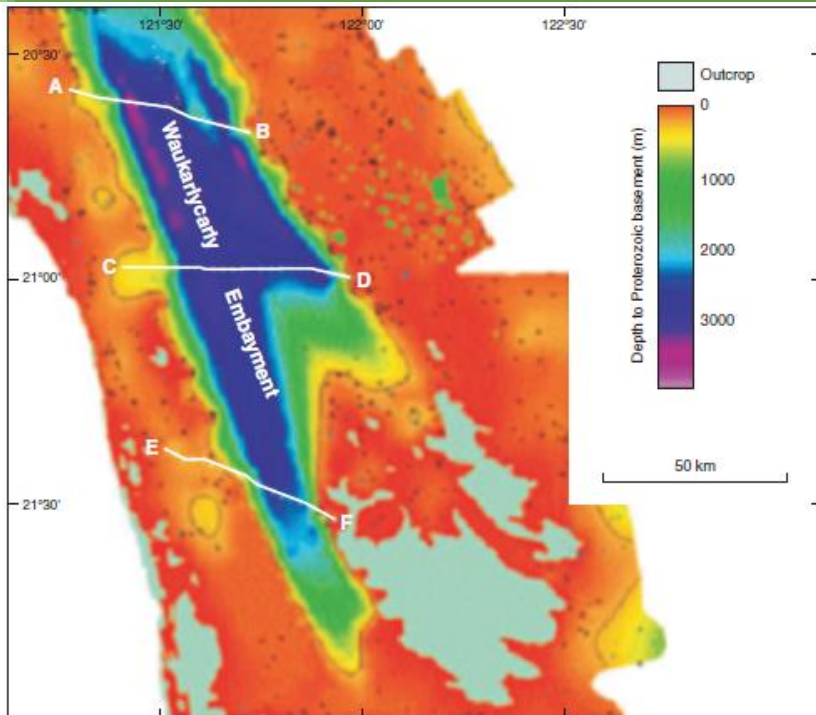 121°30' 122°00' 122°30'
20°30'
A
B
Waukarlycarly
C
D
21°00'
Embayment
E
F
21°30'
Outcrop
0
1000
2000
3000
Depth to Proterozoic basement (m)
50 km